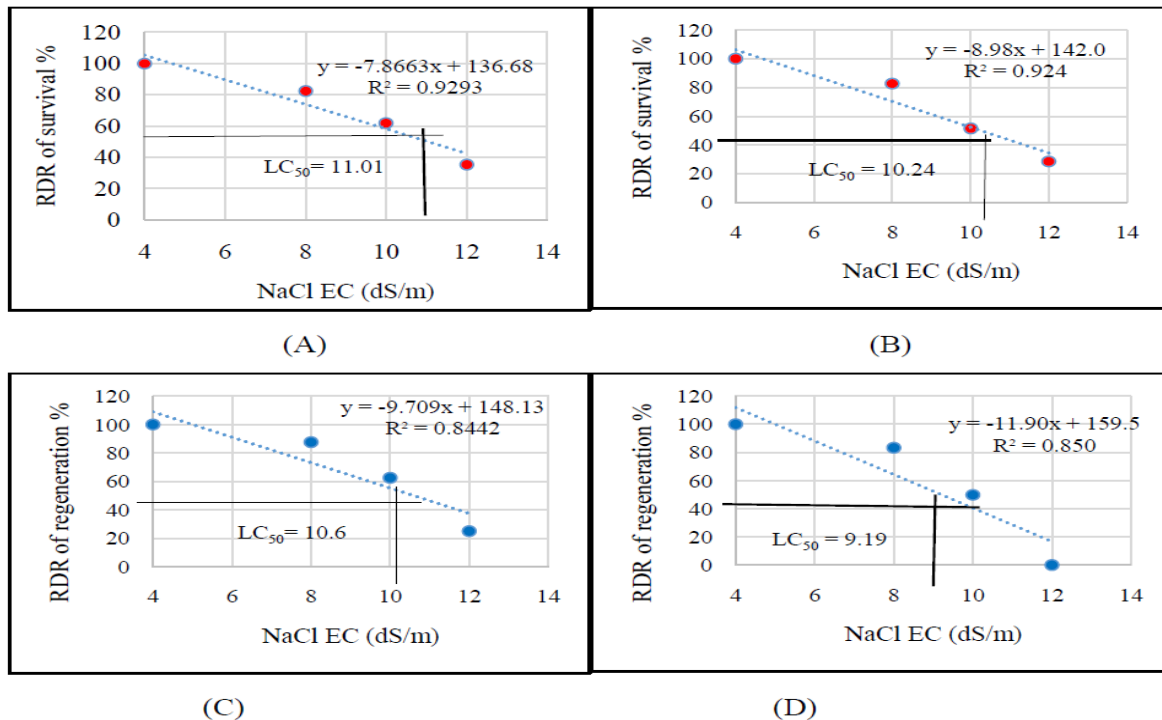 RDR of survival %
120
100
80
60
40
20
0
y = -7.8663x + 136.68
R² = 0.9293
LC₅₀= 11.01
4 6 8 10 12 14
NaCl EC (dS/m)
(A)
RDR of survival %
120
100
80
60
40
20
0
y = -8.98x + 142.0
R² = 0.924
LC₅₀ = 10.24
4 6 8 10 12 14
NaCl EC (dS/m)
(B)
RDR of regeneration %
120
100
80
60
40
20
0
y = -9.709x + 148.13
R² = 0.8442
LC₅₀= 10.6
4 6 8 10 12 14
NaCl EC (dS/m)
(C)
RDR of regeneration %
120
100
80
60
40
20
0
y = -11.90x + 159.5
R² = 0.850
LC₅₀ = 9.19
4 6 8 10 12 14
NaCl EC (dS/m)
(D)